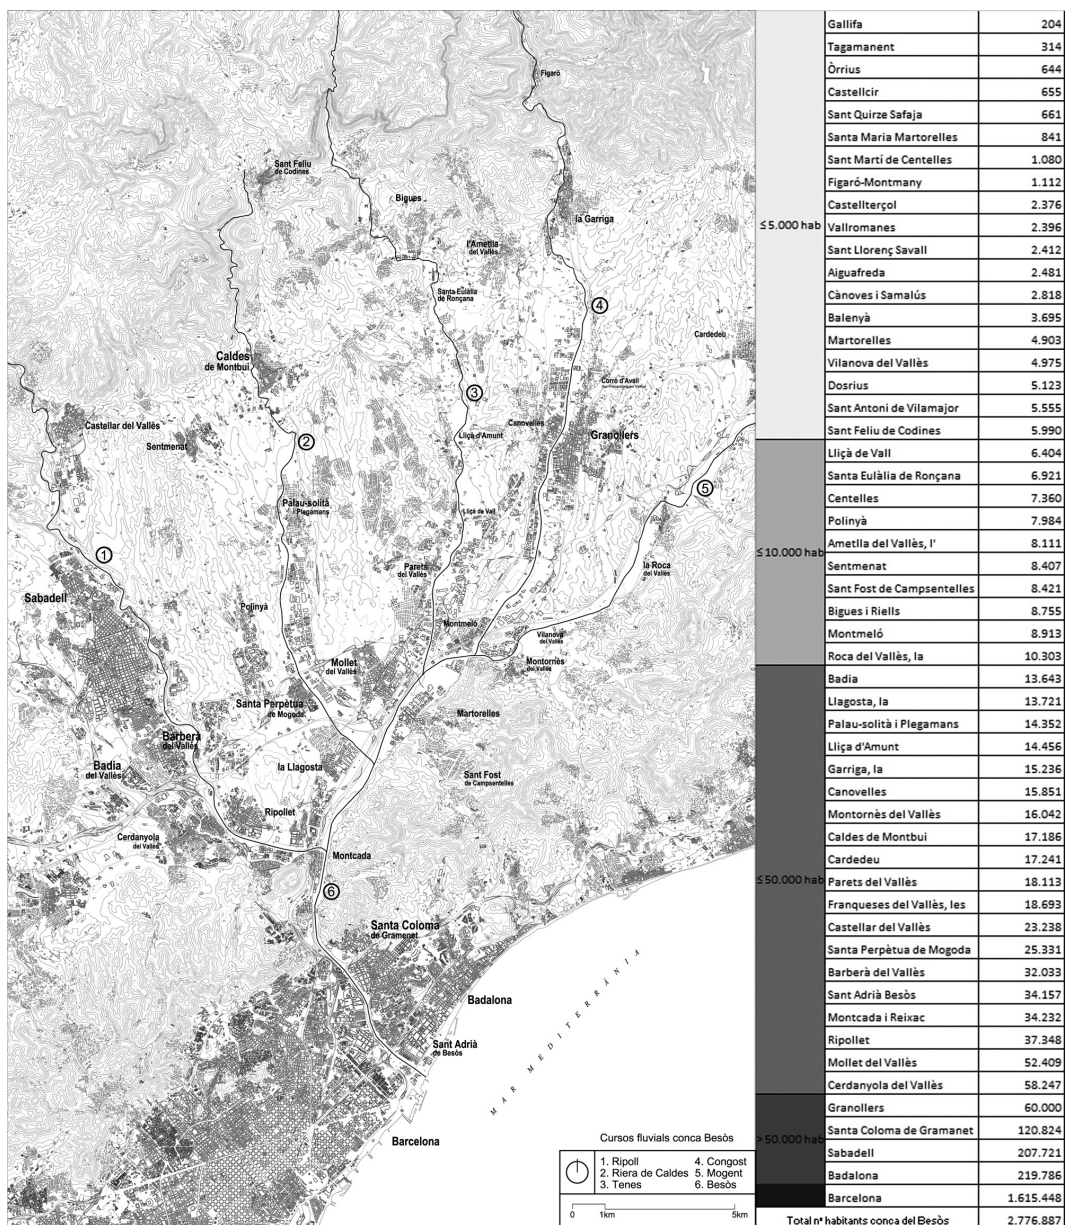 Figaró
Sant Feliu
de Codines
Bigues
la Garriga
l'Ametlla
del Vallès
Santa Eulàlia
de Ronçana
4
Cardedeu
Caldes
de Montbui
3
Corró d'Avall
Castellar del Vallès
Sentmenat
2
Canovelles
Lliçà d'Amunt
Granollers
5
Palau-solità
Plegamans
Lliçà de Vall
1
Sabadell
Parets
del Vallès
la Roca
del Vallès
Polinyà
Montmeló
Vilanova
del Vallès
Mollet
del Vallès
Montornès
del Vallès
Santa Perpètua
de Mogoda
Martorelles
Barberà
del Vallès
Badia
del Vallès
la Llagosta
Sant Fost
de Campsentelles
Ripollet
Cerdanyola
del Vallès
Montcada
6
Santa Coloma
de Gramenet
Badalona
Sant Adrià
de Besòs
MAR MEDITERRÀNIA
Barcelona
Cursos fluvials conca Besòs
1. Ripoll
2. Riera de Caldes
3. Tenes
4. Congost
5. Mogent
6. Besòs
0 1km 5km
≤5.000 hab
Gallifa 204
Tagamanent 314
Òrrius 644
Castellcir 655
Sant Quirze Safaja 661
Santa Maria Martorelles 841
Sant Martí de Centelles 1.080
Figaró-Montmany 1.112
Castellterçol 2.376
Vallromanes 2.396
Sant Llorenç Savall 2.412
Aiguafreda 2.481
Cànoves i Samalús 2.818
Balenyà 3.695
Martorelles 4.903
Vilanova del Vallès 4.975
Dosrius 5.123
Sant Antoni de Vilamajor 5.555
Sant Feliu de Codines 5.990
≤10.000 hab
Lliçà de Vall 6.404
Santa Eulàlia de Ronçana 6.921
Centelles 7.360
Polinyà 7.984
Ametlla del Vallès, l' 8.111
Sentmenat 8.407
Sant Fost de Campsentelles 8.421
Bigues i Riells 8.755
Montmeló 8.913
Roca del Vallès, la 10.303
≤50.000 hab
Badia 13.643
Llagosta, la 13.721
Palau-solità i Plegamans 14.352
Lliça d'Amunt 14.456
Garriga, la 15.236
Canovelles 15.851
Montornès del Vallès 16.042
Caldes de Montbui 17.186
Cardedeu 17.241
Parets del Vallès 18.113
Franqueses del Vallès, les 18.693
Castellar del Vallès 23.238
Santa Perpètua de Mogoda 25.331
Barberà del Vallès 32.033
Sant Adrià Besòs 34.157
Montcada i Reixac 34.232
Ripollet 37.348
Mollet del Vallès 52.409
Cerdanyola del Vallès 58.247
>50.000 hab
Granollers 60.000
Santa Coloma de Gramanet 120.824
Sabadell 207.721
Badalona 219.786
Barcelona 1.615.448
Total nª habitants conca del Besòs 2.776.887